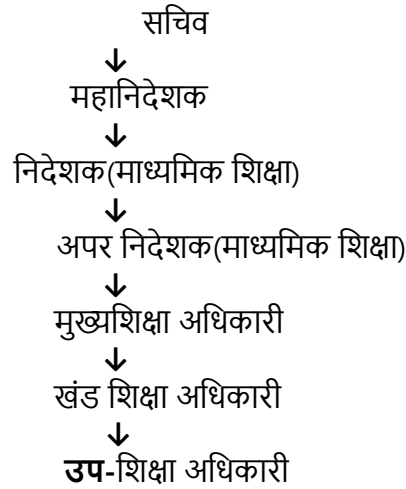 सचिव
↓
महानिदेशक
↓
निदेशक(माध्यमिक शिक्षा)
↓
अपर निदेशक(माध्यमिक शिक्षा)
↓
मुख्यशिक्षा अधिकारी
↓
खंड शिक्षा अधिकारी
↓
उप-शिक्षा अधिकारी